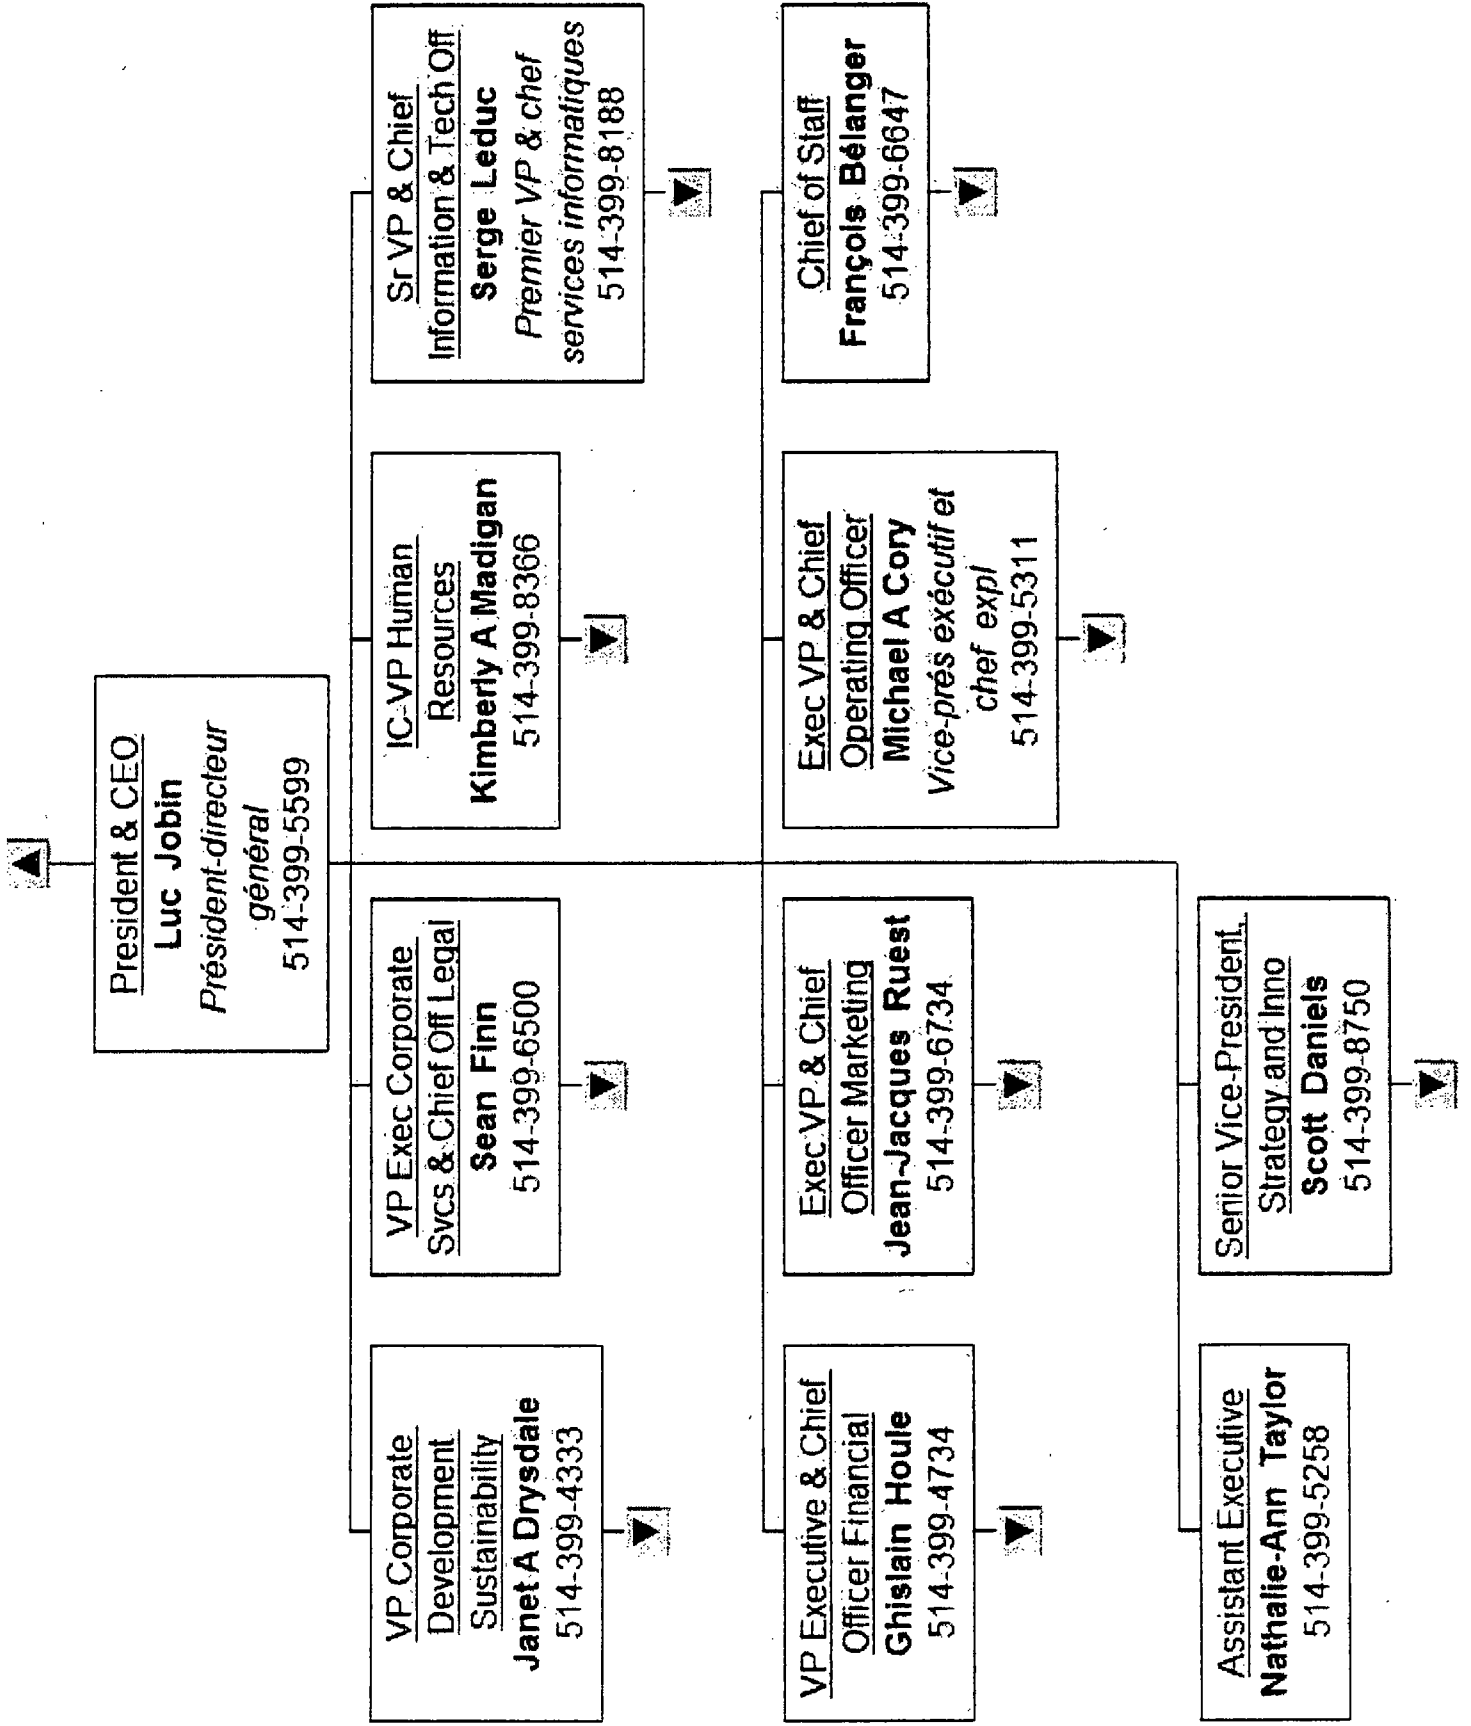 President & CEO
Luc Jobin
Président-directeur
général
514-399-5599
VP Corporate
Development
Sustainability
Janet A Drysdale
514-399-4333
VP Exec Corporate
Svcs & Chief Off Legal
Sean Finn
514-399-6500
IC-VP Human
Resources
Kimberly A Madigan
514-399-8366
Sr VP & Chief
Information & Tech Off
Serge Leduc
Premier VP & chef
services informatiques
514-399-8188
VP Executive & Chief
Officer Financial
Ghislain Houle
514-399-4734
Exec VP & Chief
Officer Marketing
Jean-Jacques Ruest
514-399-6734
Exec VP & Chief
Operating Officer
Michael A Cory
Vice-prés exécutif et
chef expl
514-399-5311
Chief of Staff
François Bélanger
514-399-6647
Assistant Executive
Nathalie-Ann Taylor
514-399-5258
Senior Vice-President,
Strategy and Inno
Scott Daniels
514-399-8750